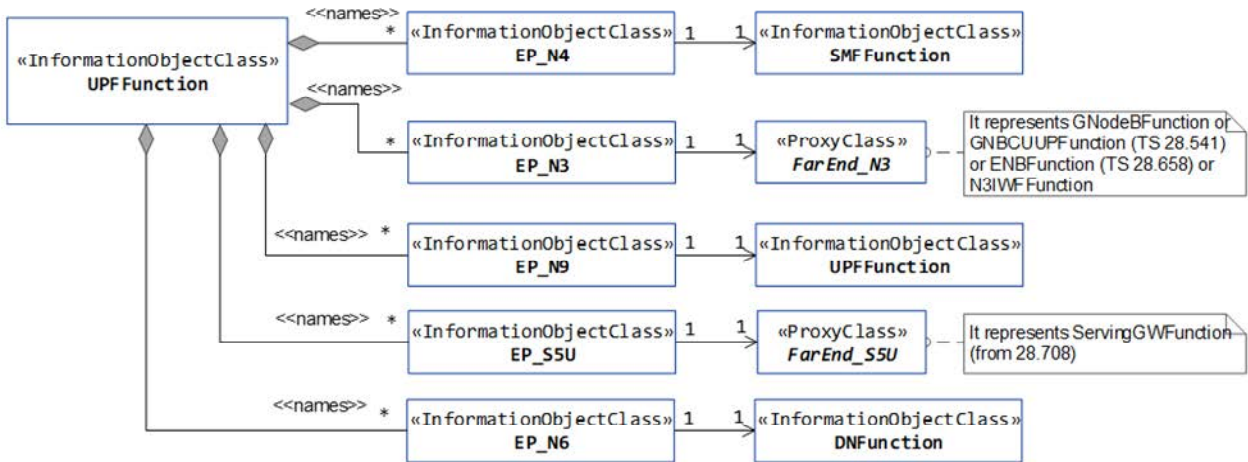 «InformationObjectClass»
UPFFunction
<<names>>
*
«InformationObjectClass»
EP_N4
1
1
«InformationObjectClass»
SMFFunction
<<names>>
*
«InformationObjectClass»
EP_N3
1
1
«ProxyClass»
FarEnd_N3
It represents GNodeBFunction or
GNBCUUPFunction (TS 28.541)
or ENBFunction (TS 28.658) or
N3IWFFunction
<<names>>
*
«InformationObjectClass»
EP_N9
1
1
«InformationObjectClass»
UPFFunction
<<names>>
*
«InformationObjectClass»
EP_S5U
1
1
«ProxyClass»
FarEnd_S5U
It represents ServingGWFunction
(from 28.708)
<<names>>
*
«InformationObjectClass»
EP_N6
1
1
«InformationObjectClass»
DNFunction